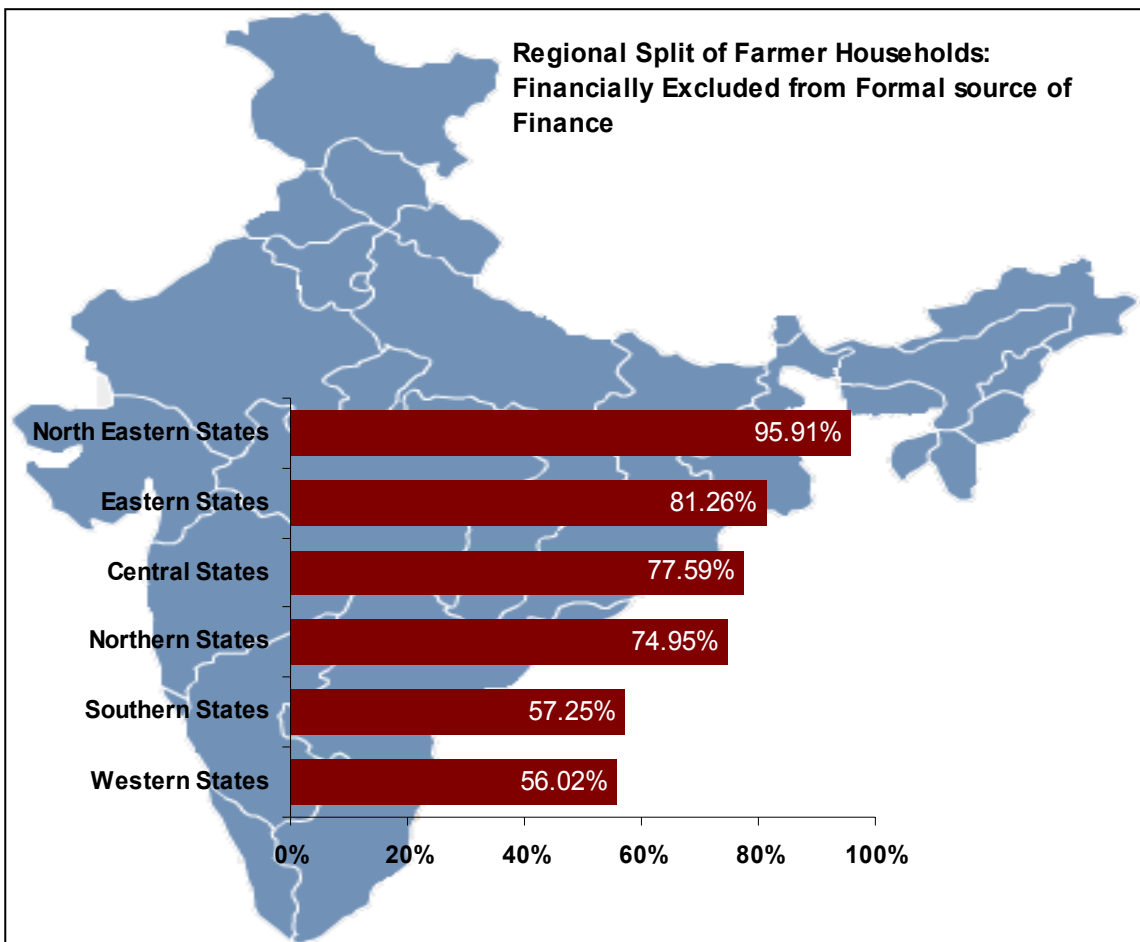 Regional Split of Farmer Households:
Financially Excluded from Formal source of
Finance
North Eastern States 95.91%
Eastern States 81.26%
Central States 77.59%
Northern States 74.95%
Southern States 57.25%
Western States 56.02%
0% 20% 40% 60% 80% 100%